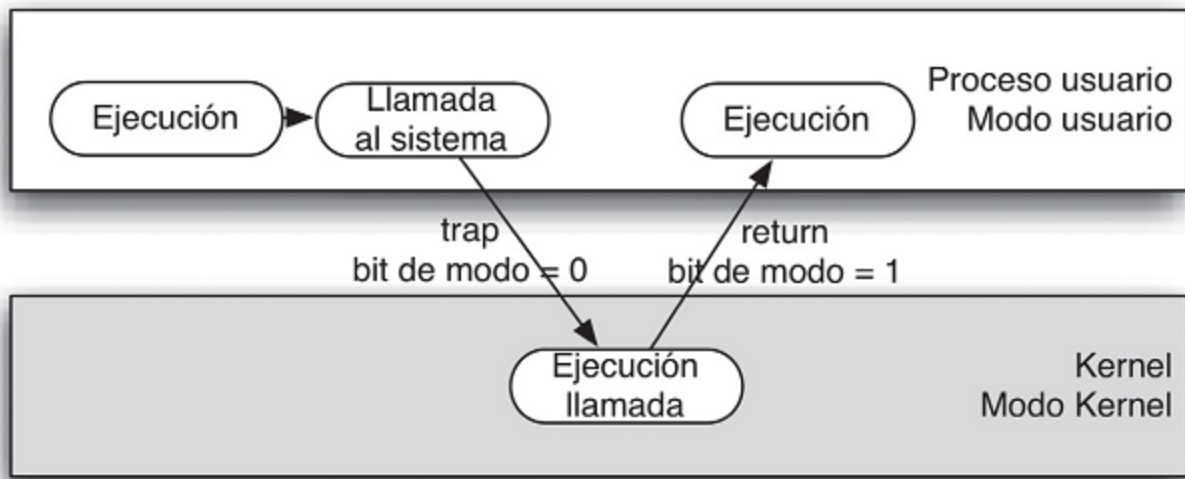 Ejecución
Llamada
al sistema
Ejecución
Proceso usuario
Modo usuario
trap
bit de modo = 0
return
bit de modo = 1
Ejecución
llamada
Kernel
Modo Kernel